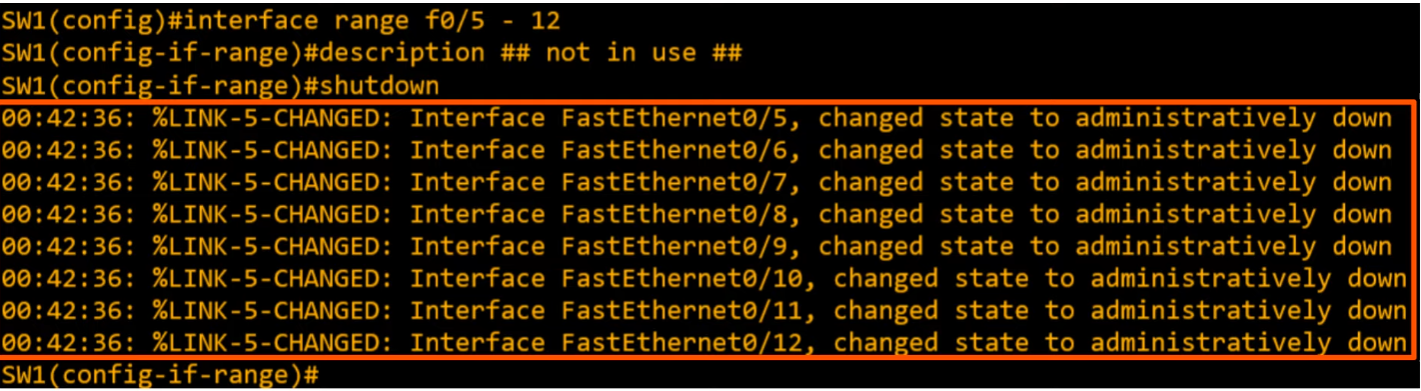 SW1(config)#interface range f0/5 - 12
SW1(config-if-range)#description ## not in use ##
SW1(config-if-range)#shutdown
00:42:36: %LINK-5-CHANGED: Interface FastEthernet0/5, changed state to administratively down
00:42:36: %LINK-5-CHANGED: Interface FastEthernet0/6, changed state to administratively down
00:42:36: %LINK-5-CHANGED: Interface FastEthernet0/7, changed state to administratively down
00:42:36: %LINK-5-CHANGED: Interface FastEthernet0/8, changed state to administratively down
00:42:36: %LINK-5-CHANGED: Interface FastEthernet0/9, changed state to administratively down
00:42:36: %LINK-5-CHANGED: Interface FastEthernet0/10, changed state to administratively down
00:42:36: %LINK-5-CHANGED: Interface FastEthernet0/11, changed state to administratively down
00:42:36: %LINK-5-CHANGED: Interface FastEthernet0/12, changed state to administratively down
SW1(config-if-range)#